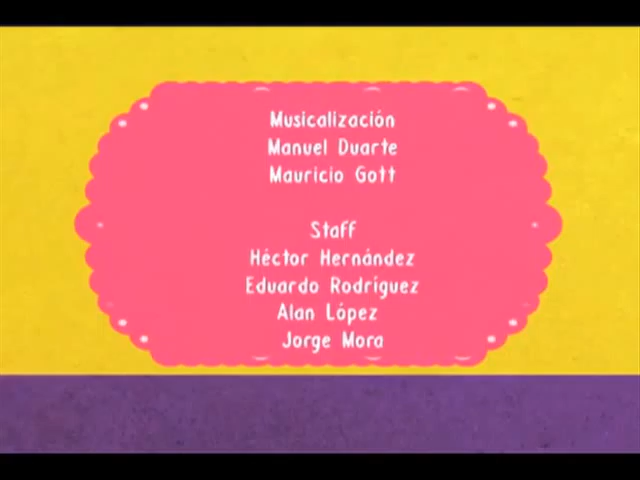 Musicalización
Manuel Duarte
Mauricio Gott
Staff
Héctor Hernández
Eduardo Rodríguez
Alan López
Jorge Mora